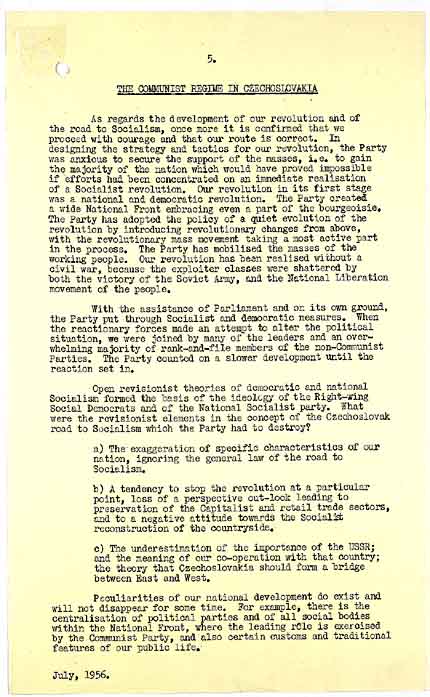 5.
THE COMMUNIST REGIME IN CZECHOSLOVAKIA
As regards the development of our revolution and of
the road to Socialism, once more it is confirmed that we
proceed with courage and that our route is correct. In
designing the strategy and tactics for our revolution, the Party
was anxious to secure the support of the masses, i.e. to gain
the majority of the nation which would have proved impossible
if efforts had been concentrated on an immediate realisation
of a Socialist revolution. Our revolution in its first stage
was a national and democratic revolution. The Party created
a wide National Front embracing even a part of the bourgeoisie.
The Party has adopted the policy of a quiet evolution of the
revolution by introducing revolutionary changes from above,
with the revolutionary mass movement taking a most active part
in the process. The Party has mobilised the masses of the
working people. Our revolution has been realised without a
civil war, because the exploiter classes were shattered by
both the victory of the Soviet Army, and the National Liberation
movement of the people.
With the assistance of Parliament and on its own ground,
the Party put through Socialist and democratic measures. When
the reactionary forces made an attempt to alter the political
situation, we were joined by many of the leaders and an over-
whelming majority of rank-and-file members of the non-Communist
Parties. The Party counted on a slower development until the
reaction set in.
Open revisionist theories of democratic and national
Socialism formed the basis of the ideology of the Right-wing
Social Democrats and of the National Socialist party. What
were the revisionist elements in the concept of the Czechoslovak
road to Socialism which the Party had to destroy?
a) The exaggeration of specific characteristics of our
nation, ignoring the general law of the road to
Socialism.
b) A tendency to stop the revolution at a particular
point, loss of a perspective out-look leading to
preservation of the Capitalist and retail trade sectors,
and to a negative attitude towards the Socialist
reconstruction of the countryside.
c) The underestimation of the importance of the USSR;
and the meaning of our co-operation with that country;
the theory that Czechoslovakia should form a bridge
between East and West.
Peculiarities of our national development do exist and
will not disappear for some time. For example, there is the
centralisation of political parties and of all social bodies
within the National Front, where the leading rôle is exercised
by the Communist Party, and also certain customs and traditional
features of our public life.
July, 1956.